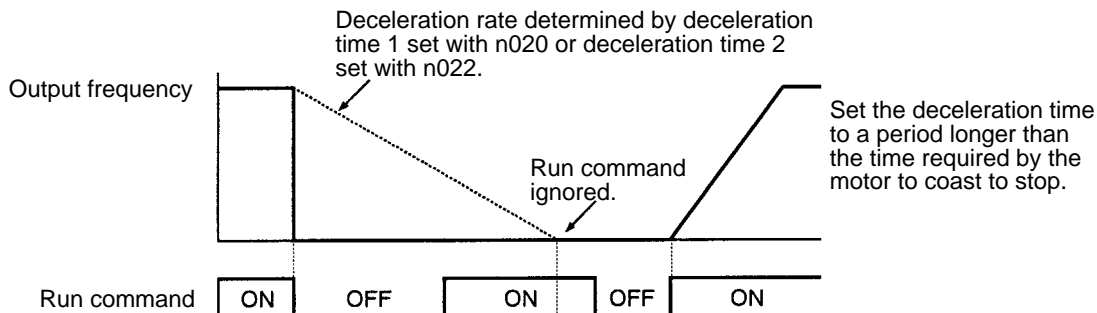 Deceleration rate determined by deceleration
time 1 set with n020 or deceleration time 2
set with n022.
Output frequency
Set the deceleration time
to a period longer than
the time required by the
motor to coast to stop.
Run command
ignored.
Run command ON OFF ON OFF ON